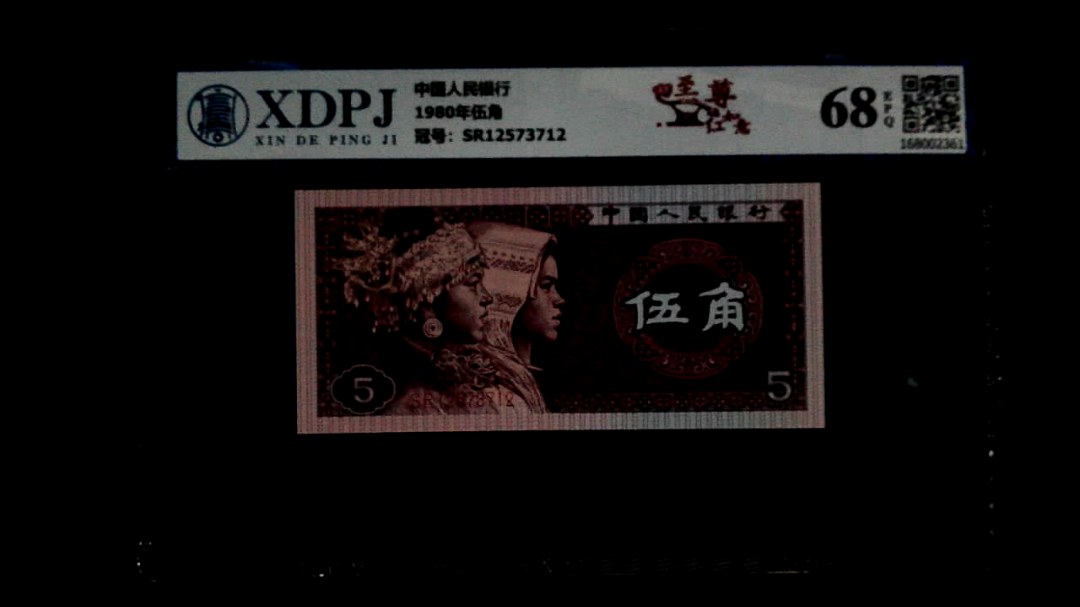 XDPJ
XIN DE PING JI
中国人民银行
1980年伍角
冠号：SR12573712
至尊
68
EPQ
168002361
中国人民银行
伍角
5
5